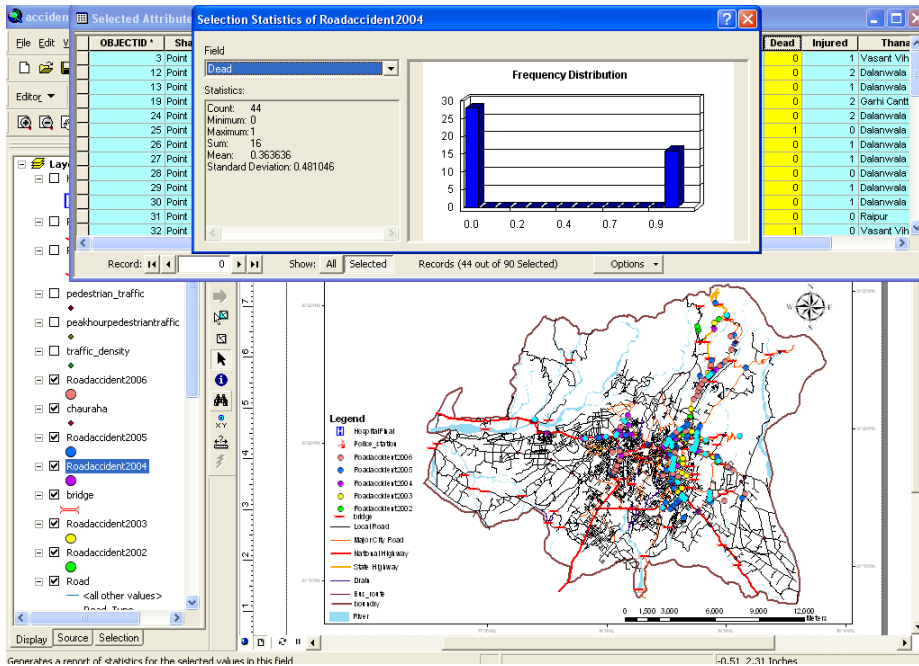 acciden
Selected Attribut
Selection Statistics of Roadaccident2004
File Edit V
Editor
OBJECTID * Sha
3 Point
12 Point
13 Point
19 Point
24 Point
25 Point
26 Point
27 Point
28 Point
29 Point
30 Point
31 Point
32 Point
Field
Dead
Statistics:
Count: 44
Minimum: 0
Maximum: 1
Sum: 16
Mean: 0.363636
Standard Deviation: 0.481046
Frequency Distribution
30
25
20
15
10
5
0
0.0 0.2 0.4 0.7 0.9
Dead Injured Thana
0 1 Vasant Vih
0 2 Dalanwala
0 1 Dalanwala
0 2 Garhi Cantt
0 2 Dalanwala
1 0 Dalanwala
0 1 Dalanwala
0 1 Dalanwala
0 0 Dalanwala
0 1 Dalanwala
0 1 Dalanwala
0 0 Raipur
1 0 Vasant Vih
Record: 0 Show: All Selected Records (44 out of 90 Selected) Options
Laye
pedestrian_traffic
peakhourpedestriantraffic
traffic_density
Roadaccident2006
chauraha
Roadaccident2005
Roadaccident2004
bridge
Roadaccident2003
Roadaccident2002
Road
<all other values>
Road_Type
Display Source Selection
Legend
HospitalFinal
Police_station
Roadaccident2006
Roadaccident2005
Roadaccident2004
Roadaccident2003
Roadaccident2002
bridge
Local Road
Major City Road
National Highway
State Highway
Drain
Bus_route
boundry
River
N
W E
S
0 1,500 3,000 6,000 9,000 12,000
Meters
Generates a report of statistics for the selected values in this field
-0.51 2.31 Inches